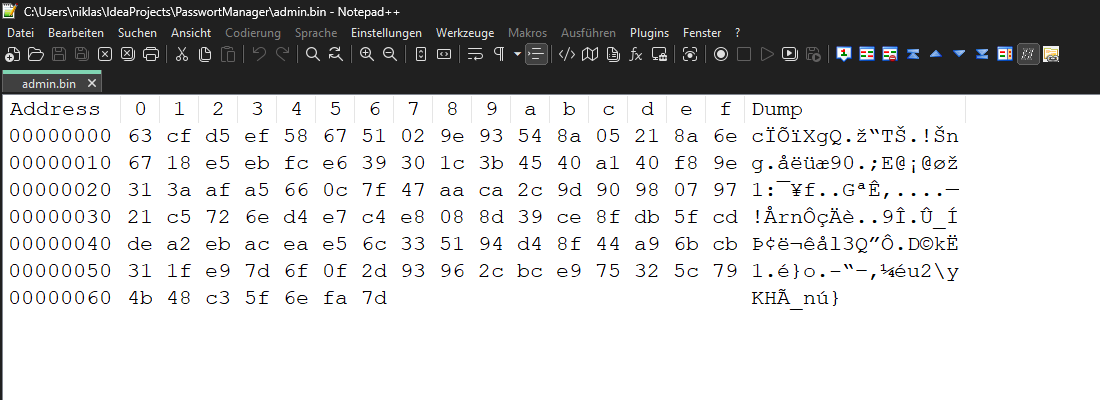 C:\Users\niklas\IdeaProjects\PasswortManager\admin.bin - Notepad++
Datei Bearbeiten Suchen Ansicht Codierung Sprache Einstellungen Werkzeuge Makros Ausführen Plugins Fenster ?
admin.bin
Address 0 1 2 3 4 5 6 7 8 9 a b c d e f Dump
00000000 63 cf d5 ef 58 67 51 02 9e 93 54 8a 05 21 8a 6e cÏÕïXgQ.ž“TŠ.!Šn
00000010 67 18 e5 eb fc e6 39 30 1c 3b 45 40 a1 40 f8 9e g.åëüæ90.;E@¡@øž
00000020 31 3a af a5 66 0c 7f 47 aa ca 2c 9d 90 98 07 97 1:¯¥f..GªÊ,....—
00000030 21 c5 72 6e d4 e7 c4 e8 08 8d 39 ce 8f db 5f cd !ÅrnÔçÄè..9Î.Û_Í
00000040 de a2 eb ac ea e5 6c 33 51 94 d4 8f 44 a9 6b cb Þ¢ë¬êål3Q”Ô.D©kË
00000050 31 1f e9 7d 6f 0f 2d 93 96 2c bc e9 75 32 5c 79 1.é}o.-“–,¼éu2\y
00000060 4b 48 c3 5f 6e fa 7d KHÃ_nú}